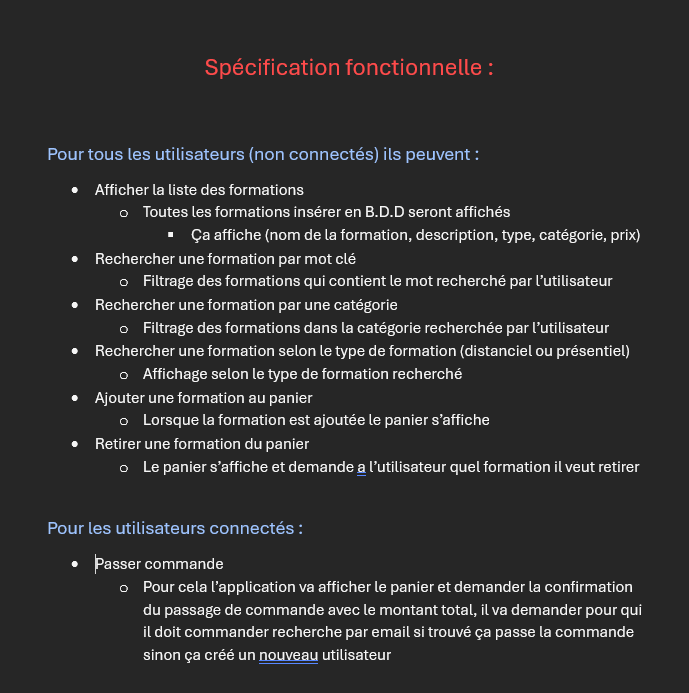 Spécification fonctionnelle :
Pour tous les utilisateurs (non connectés) ils peuvent :
• Afficher la liste des formations
o Toutes les formations insérer en B.D.D seront affichés
▪ Ça affiche (nom de la formation, description, type, catégorie, prix)
• Rechercher une formation par mot clé
o Filtrage des formations qui contient le mot recherché par l’utilisateur
• Rechercher une formation par une catégorie
o Filtrage des formations dans la catégorie recherchée par l’utilisateur
• Rechercher une formation selon le type de formation (distanciel ou présentiel)
o Affichage selon le type de formation recherché
• Ajouter une formation au panier
o Lorsque la formation est ajoutée le panier s’affiche
• Retirer une formation du panier
o Le panier s’affiche et demande a l’utilisateur quel formation il veut retirer
Pour les utilisateurs connectés :
• Passer commande
o Pour cela l’application va afficher le panier et demander la confirmation
du passage de commande avec le montant total, il va demander pour qui
il doit commander recherche par email si trouvé ça passe la commande
sinon ça créé un nouveau utilisateur